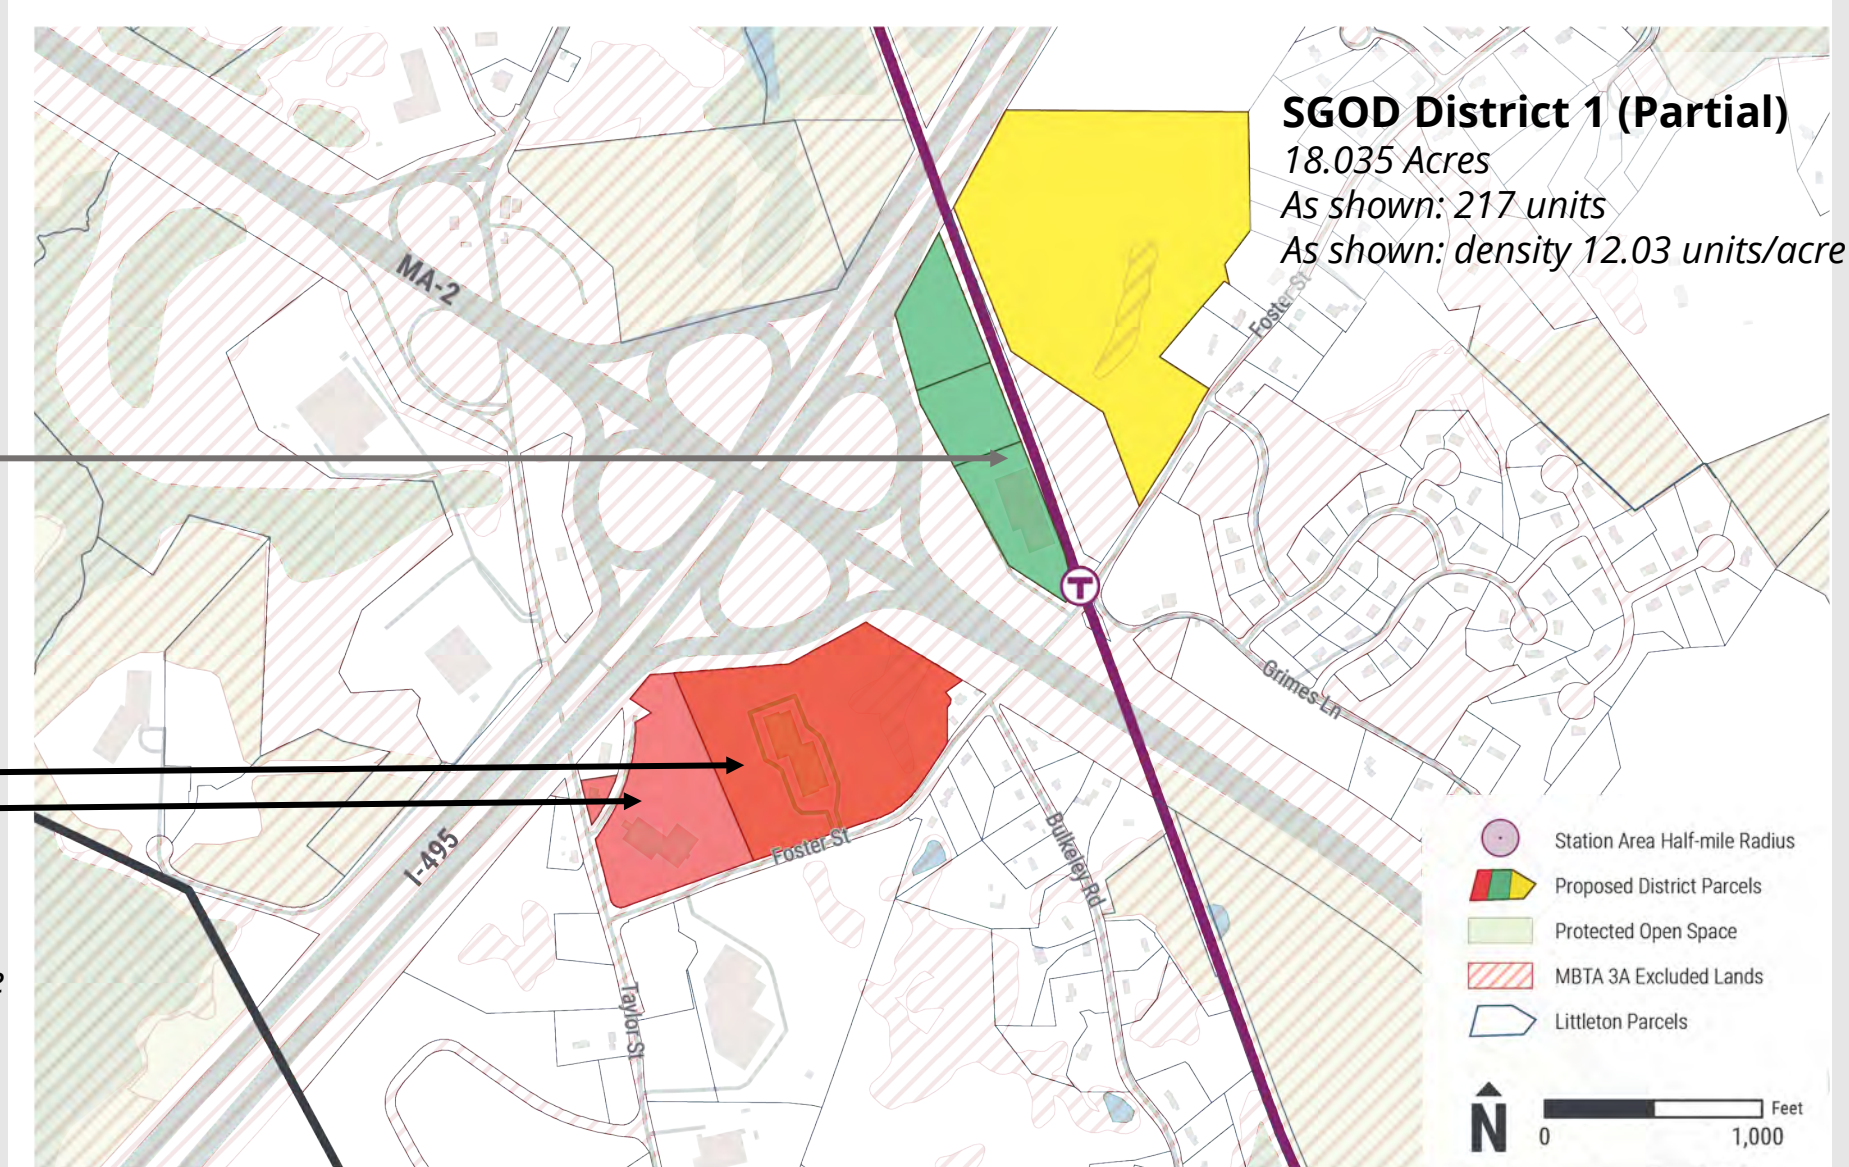 SGOD District 1 (Partial)
18.035 Acres
As shown: 217 units
As shown: density 12.03 units/acre
MA-2
Foster St
T
Grimes Ln
Foster St
Bulkeley Rd
I-495
Taylor St
Station Area Half-mile Radius
Proposed District Parcels
Protected Open Space
MBTA 3A Excluded Lands
Littleton Parcels
N
Feet
0 1,000